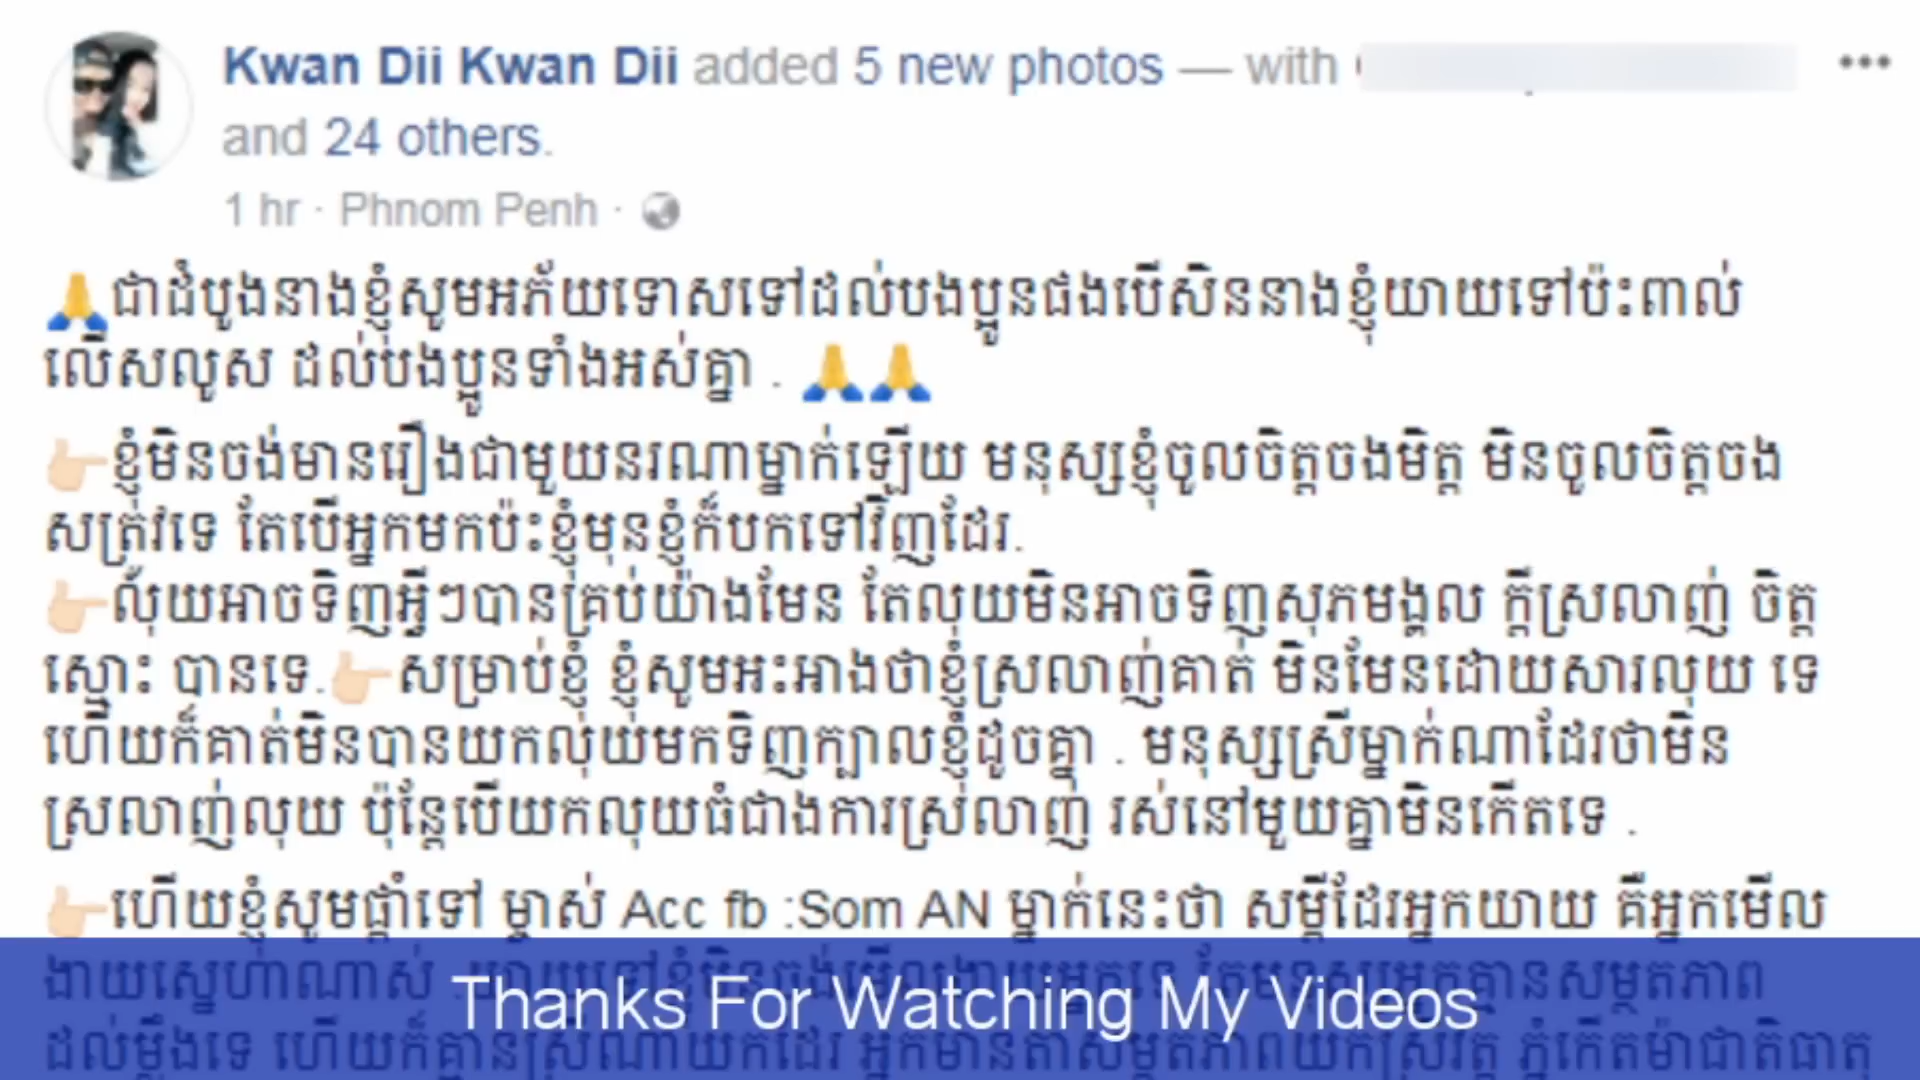 Kwan Dii Kwan Dii added 5 new photos — with
and 24 others.
1 hr · Phnom Penh ·
🙏ជាដំបូងនាងខ្ញុំសូមអភ័យទោសទៅដល់បងប្អូនផងបើសិននាងខ្ញុំយាយទៅប៉ះពាល់
លើសលួស ដល់បងប្អូនទាំងអស់គ្នា . 🙏🙏
👉🏻ខ្ញុំមិនចង់មានរឿងជាមួយនរណាម្នាក់ឡើយ មនុស្សខ្ញុំចូលចិត្តចងមិត្ត មិនចូលចិត្តចង
សត្រូវទេ តែបើអ្នកមកប៉ះខ្ញុំមុនខ្ញុំក៏បកទៅវិញដែរ.
👉🏻លុយអាចទិញអ្វីៗបានគ្រប់យ៉ាងមែន តែលុយមិនអាចទិញសុភមង្គល ក្ដីស្រលាញ់ ចិត្ត
ស្មោះ បានទេ.👉🏻សម្រាប់ខ្ញុំ ខ្ញុំសូមអះអាងថាខ្ញុំស្រលាញ់គាត់ មិនមែនដោយសារលុយ ទេ
ហើយក៏គាត់មិនបានយកលុយមកទិញក្បាលខ្ញុំដូចគ្នា . មនុស្សស្រីម្នាក់ណាដែរថាមិន
ស្រលាញ់លុយ ប៉ុន្តែបើយកលុយធំជាងការស្រលាញ់ រស់នៅមួយគ្នាមិនកើតទេ .
👉🏻ហើយខ្ញុំសូមផ្ដាំទៅ ម្ចាស់ Acc fb :Som AN ម្នាក់នេះថា សម្ដីដែរអ្នកយាយ គឺអ្នកមើល
ងាយស្នេហាណាស់
Thanks For Watching My Videos